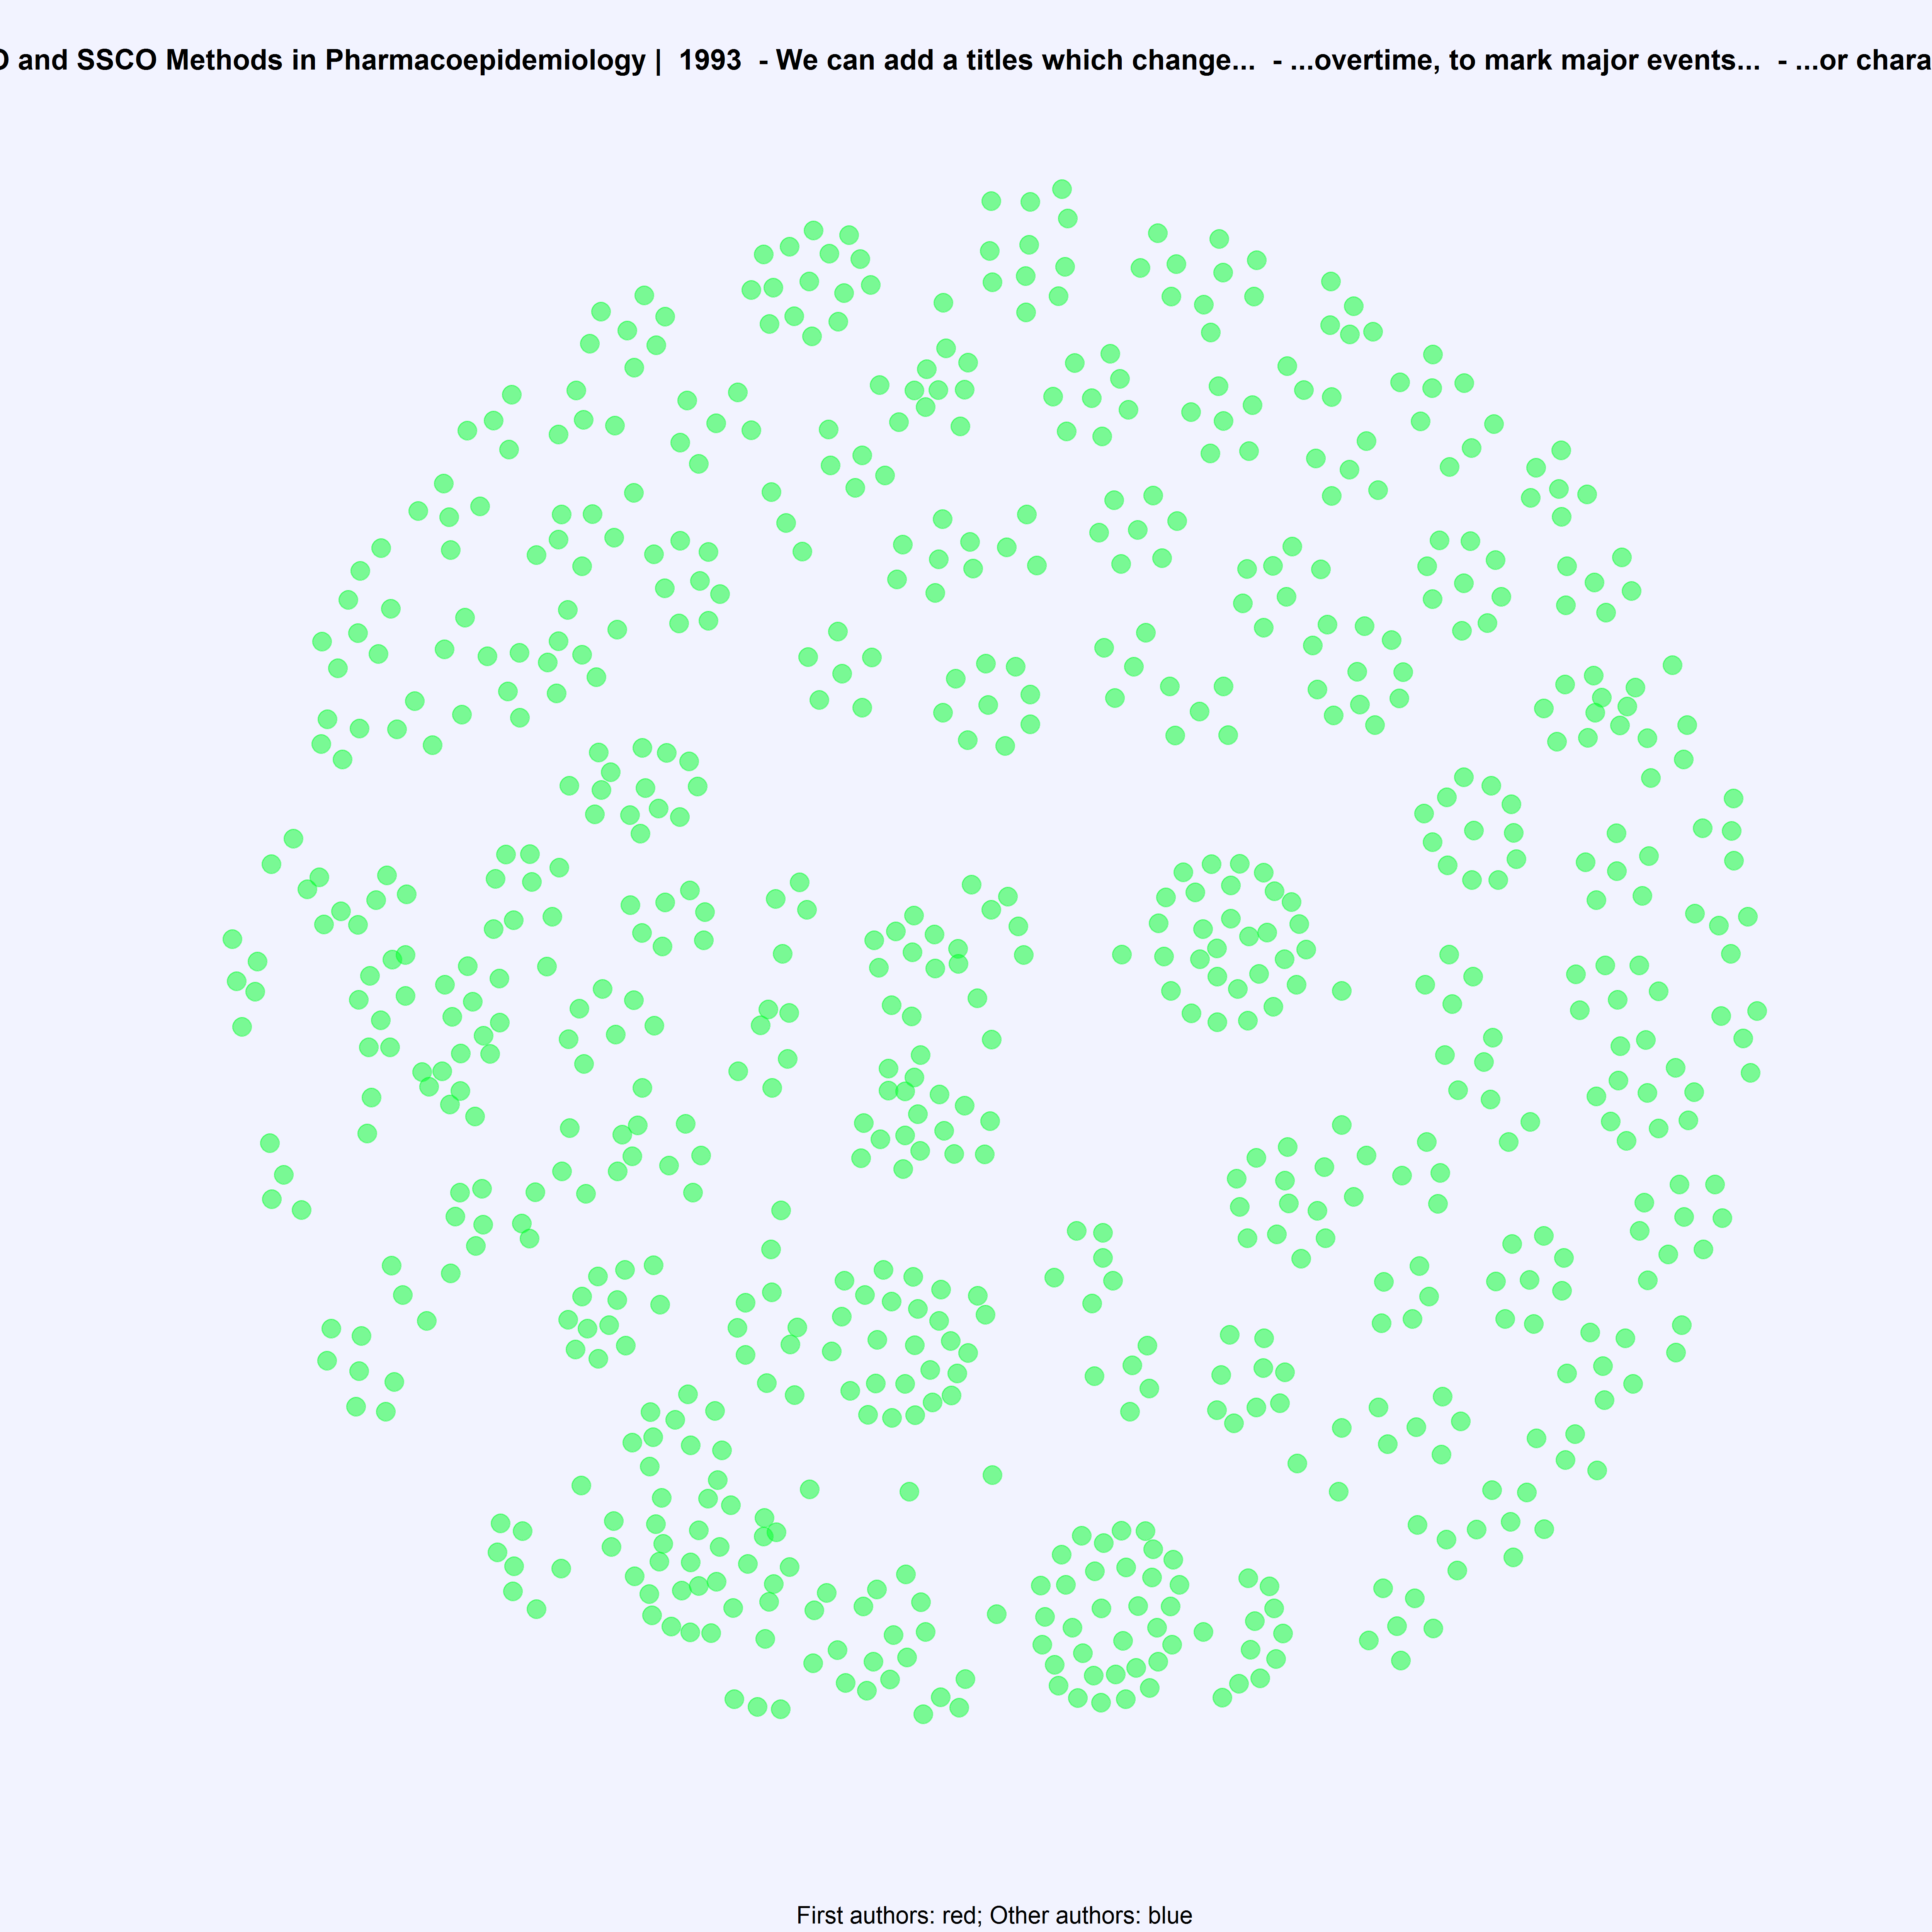 and SSCO Methods in Pharmacoepidemiology | 1993 - We can add a titles which change... - ...overtime, to mark major events... - ...or
First authors: red; Other authors: blue